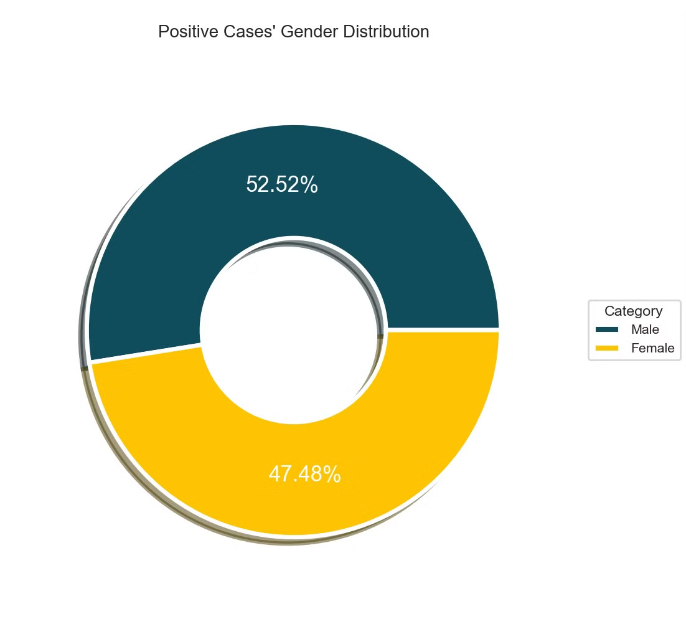 Positive Cases' Gender Distribution
52.52%
Category
Male
Female
47.48%